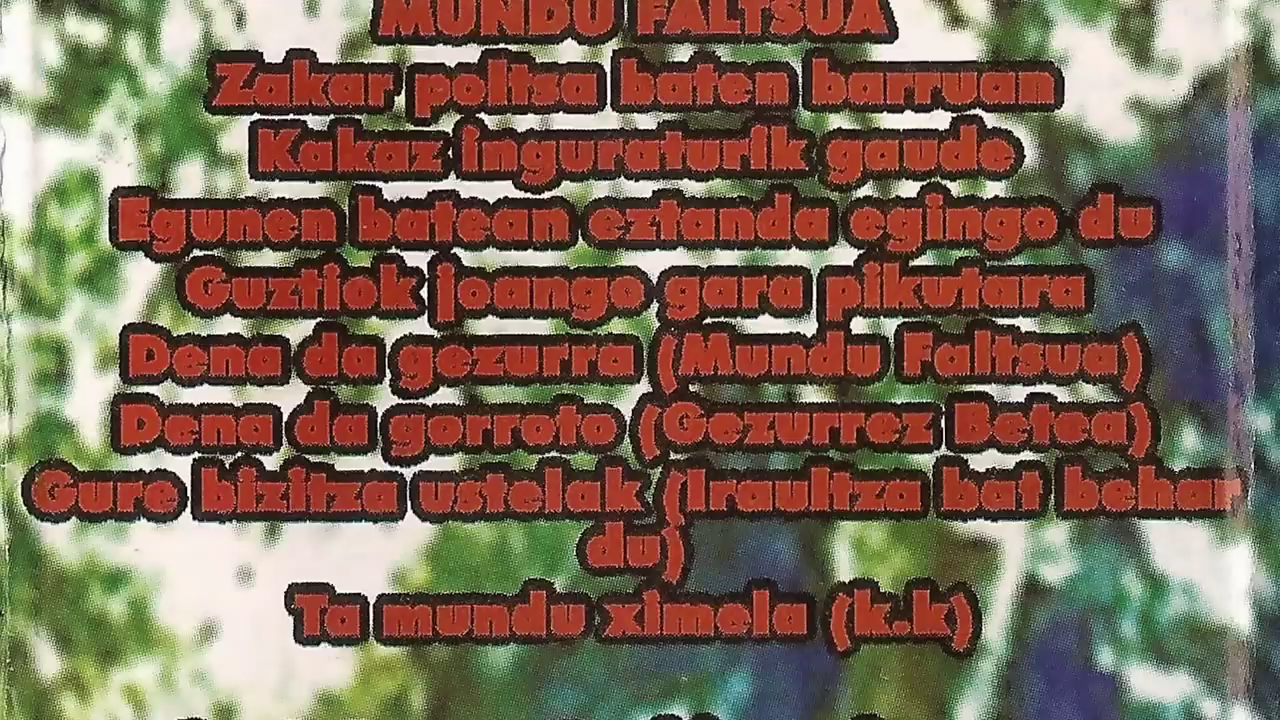 MUNDU FALTSUA
Zakar poltsa baten barruan
Kakaz inguraturik gaude
Egunen batean eztanda egingo du
Guztiok joango gara pikutara
Dena da gezurra (Mundu Faltsua)
Dena da gorroto (Gezurrez Betea)
Gure bizitza ustelak (Iraultza bat behar
du)
Ta mundu ximela (k.k)